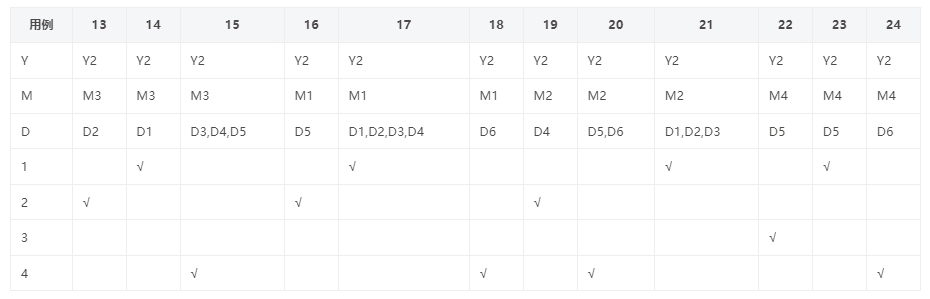 用例 13 14 15 16 17 18 19 20 21 22 23 24
Y Y2 Y2 Y2 Y2 Y2 Y2 Y2 Y2 Y2 Y2 Y2 Y2
M M3 M3 M3 M1 M1 M1 M2 M2 M2 M4 M4 M4
D D2 D1 D3,D4,D5 D5 D1,D2,D3,D4 D6 D4 D5,D6 D1,D2,D3 D5 D5 D6
1 √ √ √ √
2 √ √ √
3 √
4 √ √ √ √